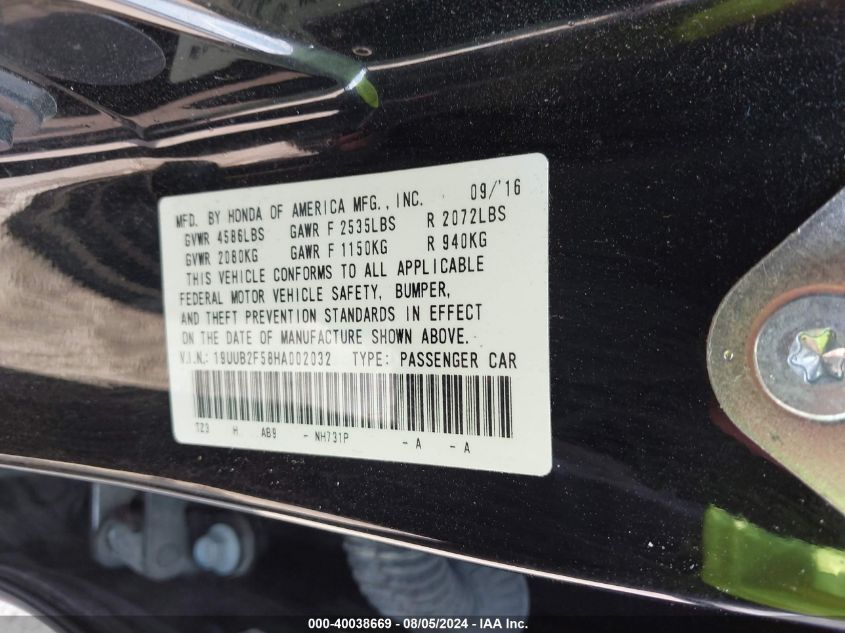 MFD. BY HONDA OF AMERICA MFG., INC. 09/'16
GVWR 4586LBS GAWR F 2535LBS R 2072LBS
GVWR 2080KG GAWR F 1150KG R 940KG
THIS VEHICLE CONFORMS TO ALL APPLICABLE
FEDERAL MOTOR VEHICLE SAFETY, BUMPER,
AND THEFT PREVENTION STANDARDS IN EFFECT
ON THE DATE OF MANUFACTURE SHOWN ABOVE.
V.I.N.: 19UUB2F58HA002032 TYPE: PASSENGER CAR
TZ3 H AB9 - NH731P - A - A
000-40038669 - 08/05/2024 - IAA Inc.